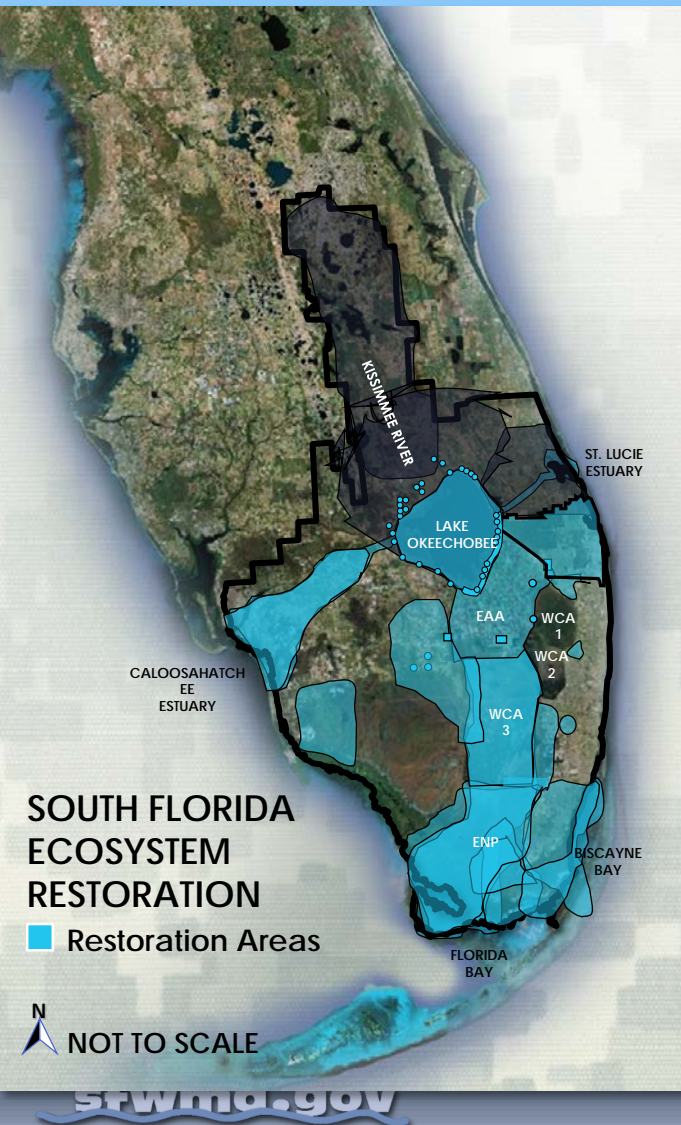 KISSIMMEE RIVER
ST. LUCIE
ESTUARY
LAKE
OKEECHOBEE
EAA
WCA
1
WCA
2
CALOOSAHATCH
EE
ESTUARY
WCA
3
SOUTH FLORIDA
ECOSYSTEM
RESTORATION
Restoration Areas
ENP
BISCAYNE
BAY
FLORIDA
BAY
N
NOT TO SCALE
sfwmd.gov